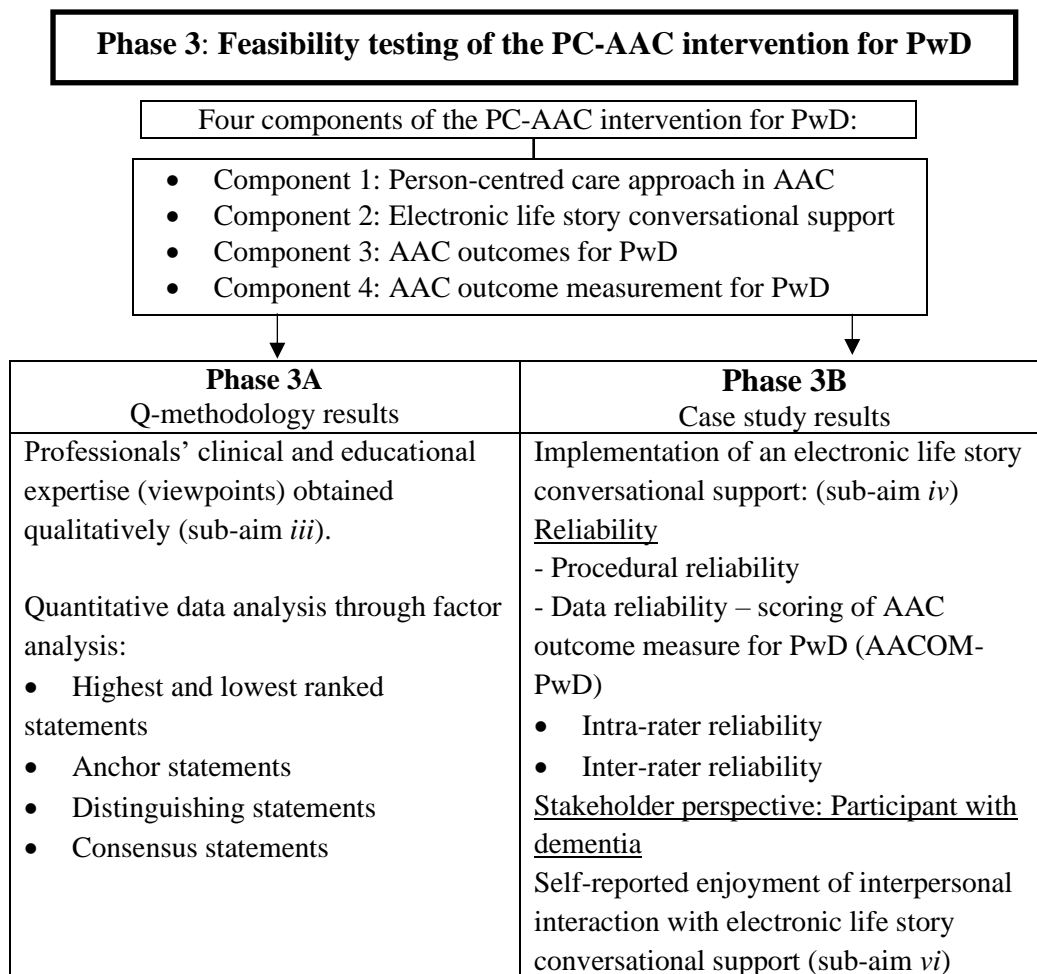 Phase 3: Feasibility testing of the PC-AAC intervention for PwD
Four components of the PC-AAC intervention for PwD:
• Component 1: Person-centred care approach in AAC
• Component 2: Electronic life story conversational support
• Component 3: AAC outcomes for PwD
• Component 4: AAC outcome measurement for PwD
Phase 3A
Q-methodology results
Professionals’ clinical and educational
expertise (viewpoints) obtained
qualitatively (sub-aim iii).
Quantitative data analysis through factor
analysis:
• Highest and lowest ranked
statements
• Anchor statements
• Distinguishing statements
• Consensus statements
Phase 3B
Case study results
Implementation of an electronic life story
conversational support: (sub-aim iv)
Reliability
- Procedural reliability
- Data reliability – scoring of AAC
outcome measure for PwD (AACOM-
PwD)
• Intra-rater reliability
• Inter-rater reliability
Stakeholder perspective: Participant with
dementia
Self-reported enjoyment of interpersonal
interaction with electronic life story
conversational support (sub-aim vi)